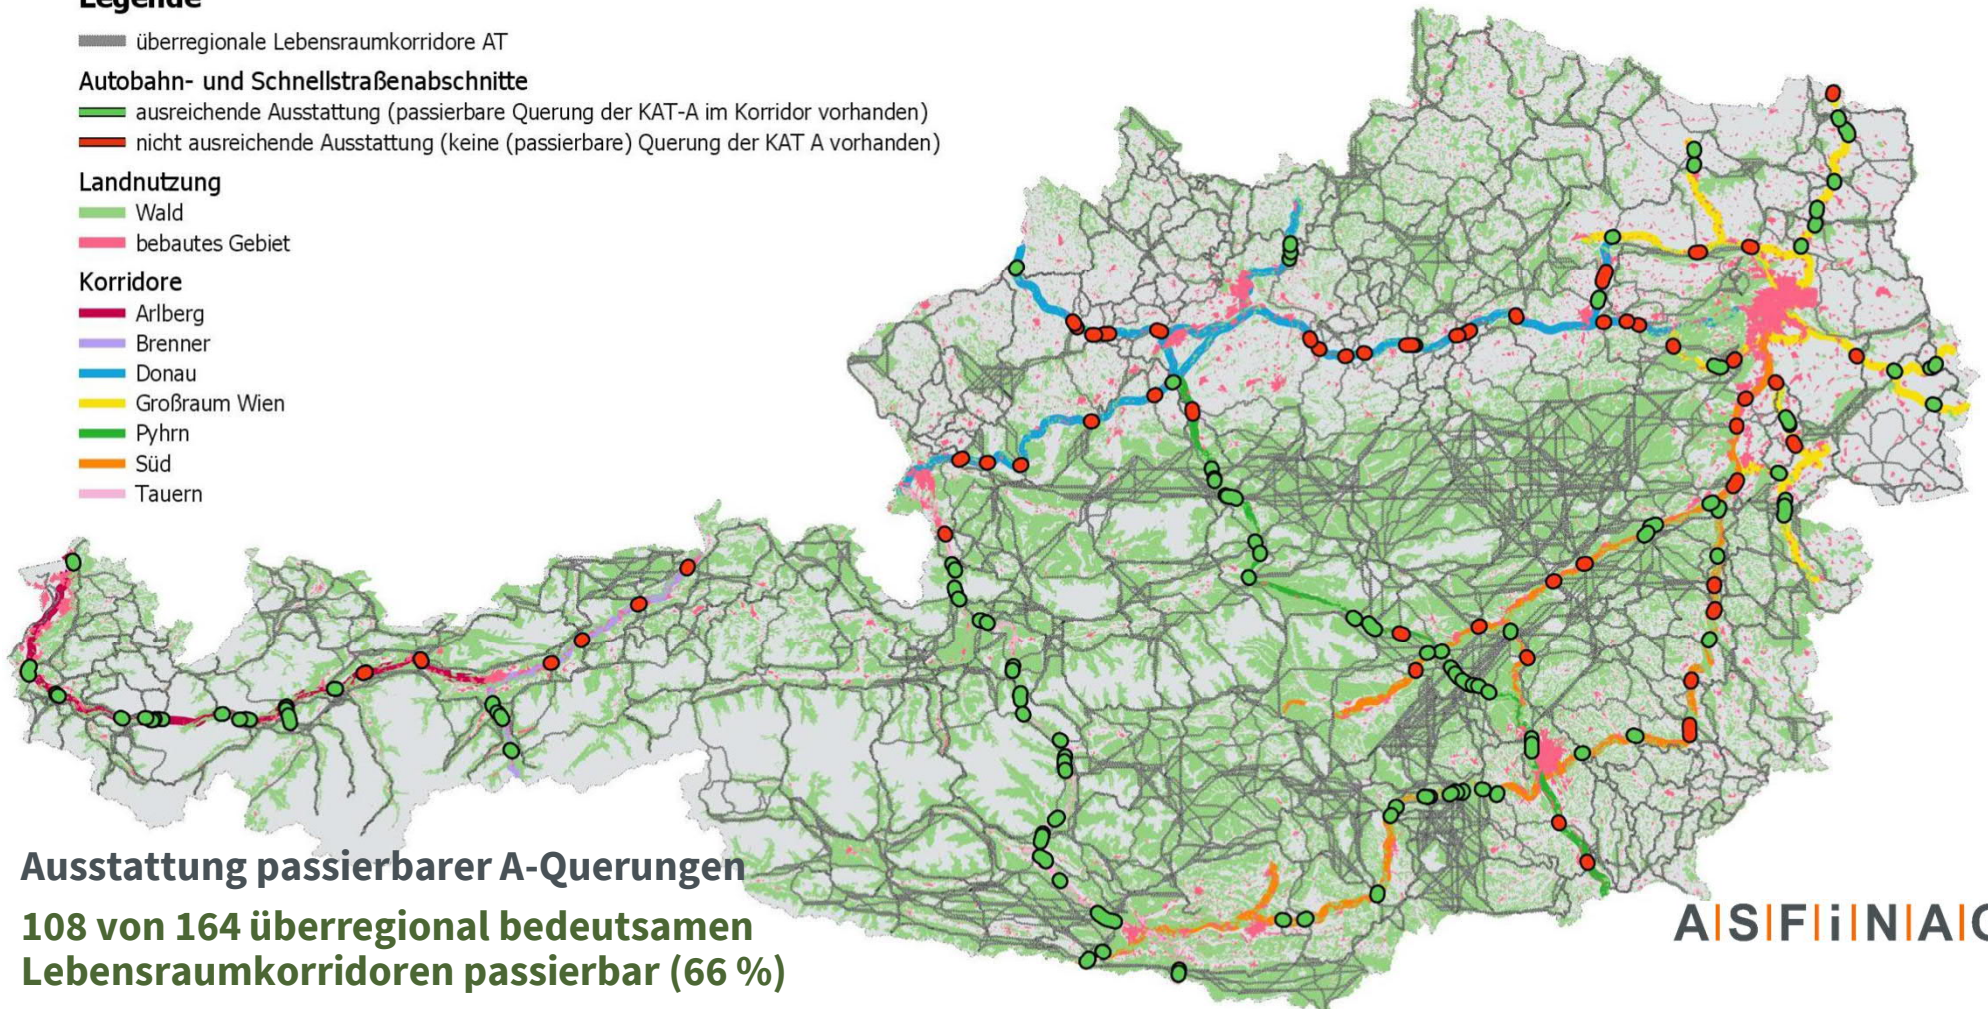 Legende
überregionale Lebensraumkorridore AT
Autobahn- und Schnellstraßenabschnitte
ausreichende Ausstattung (passierbare Querung der KAT-A im Korridor vorhanden)
nicht ausreichende Ausstattung (keine (passierbare) Querung der KAT A vorhanden)
Landnutzung
Wald
bebautes Gebiet
Korridore
Arlberg
Brenner
Donau
Großraum Wien
Pyhrn
Süd
Tauern
Ausstattung passierbarer A-Querungen
108 von 164 überregional bedeutsamen
Lebensraumkorridoren passierbar (66 %)
A|S|F|i|N|A|G